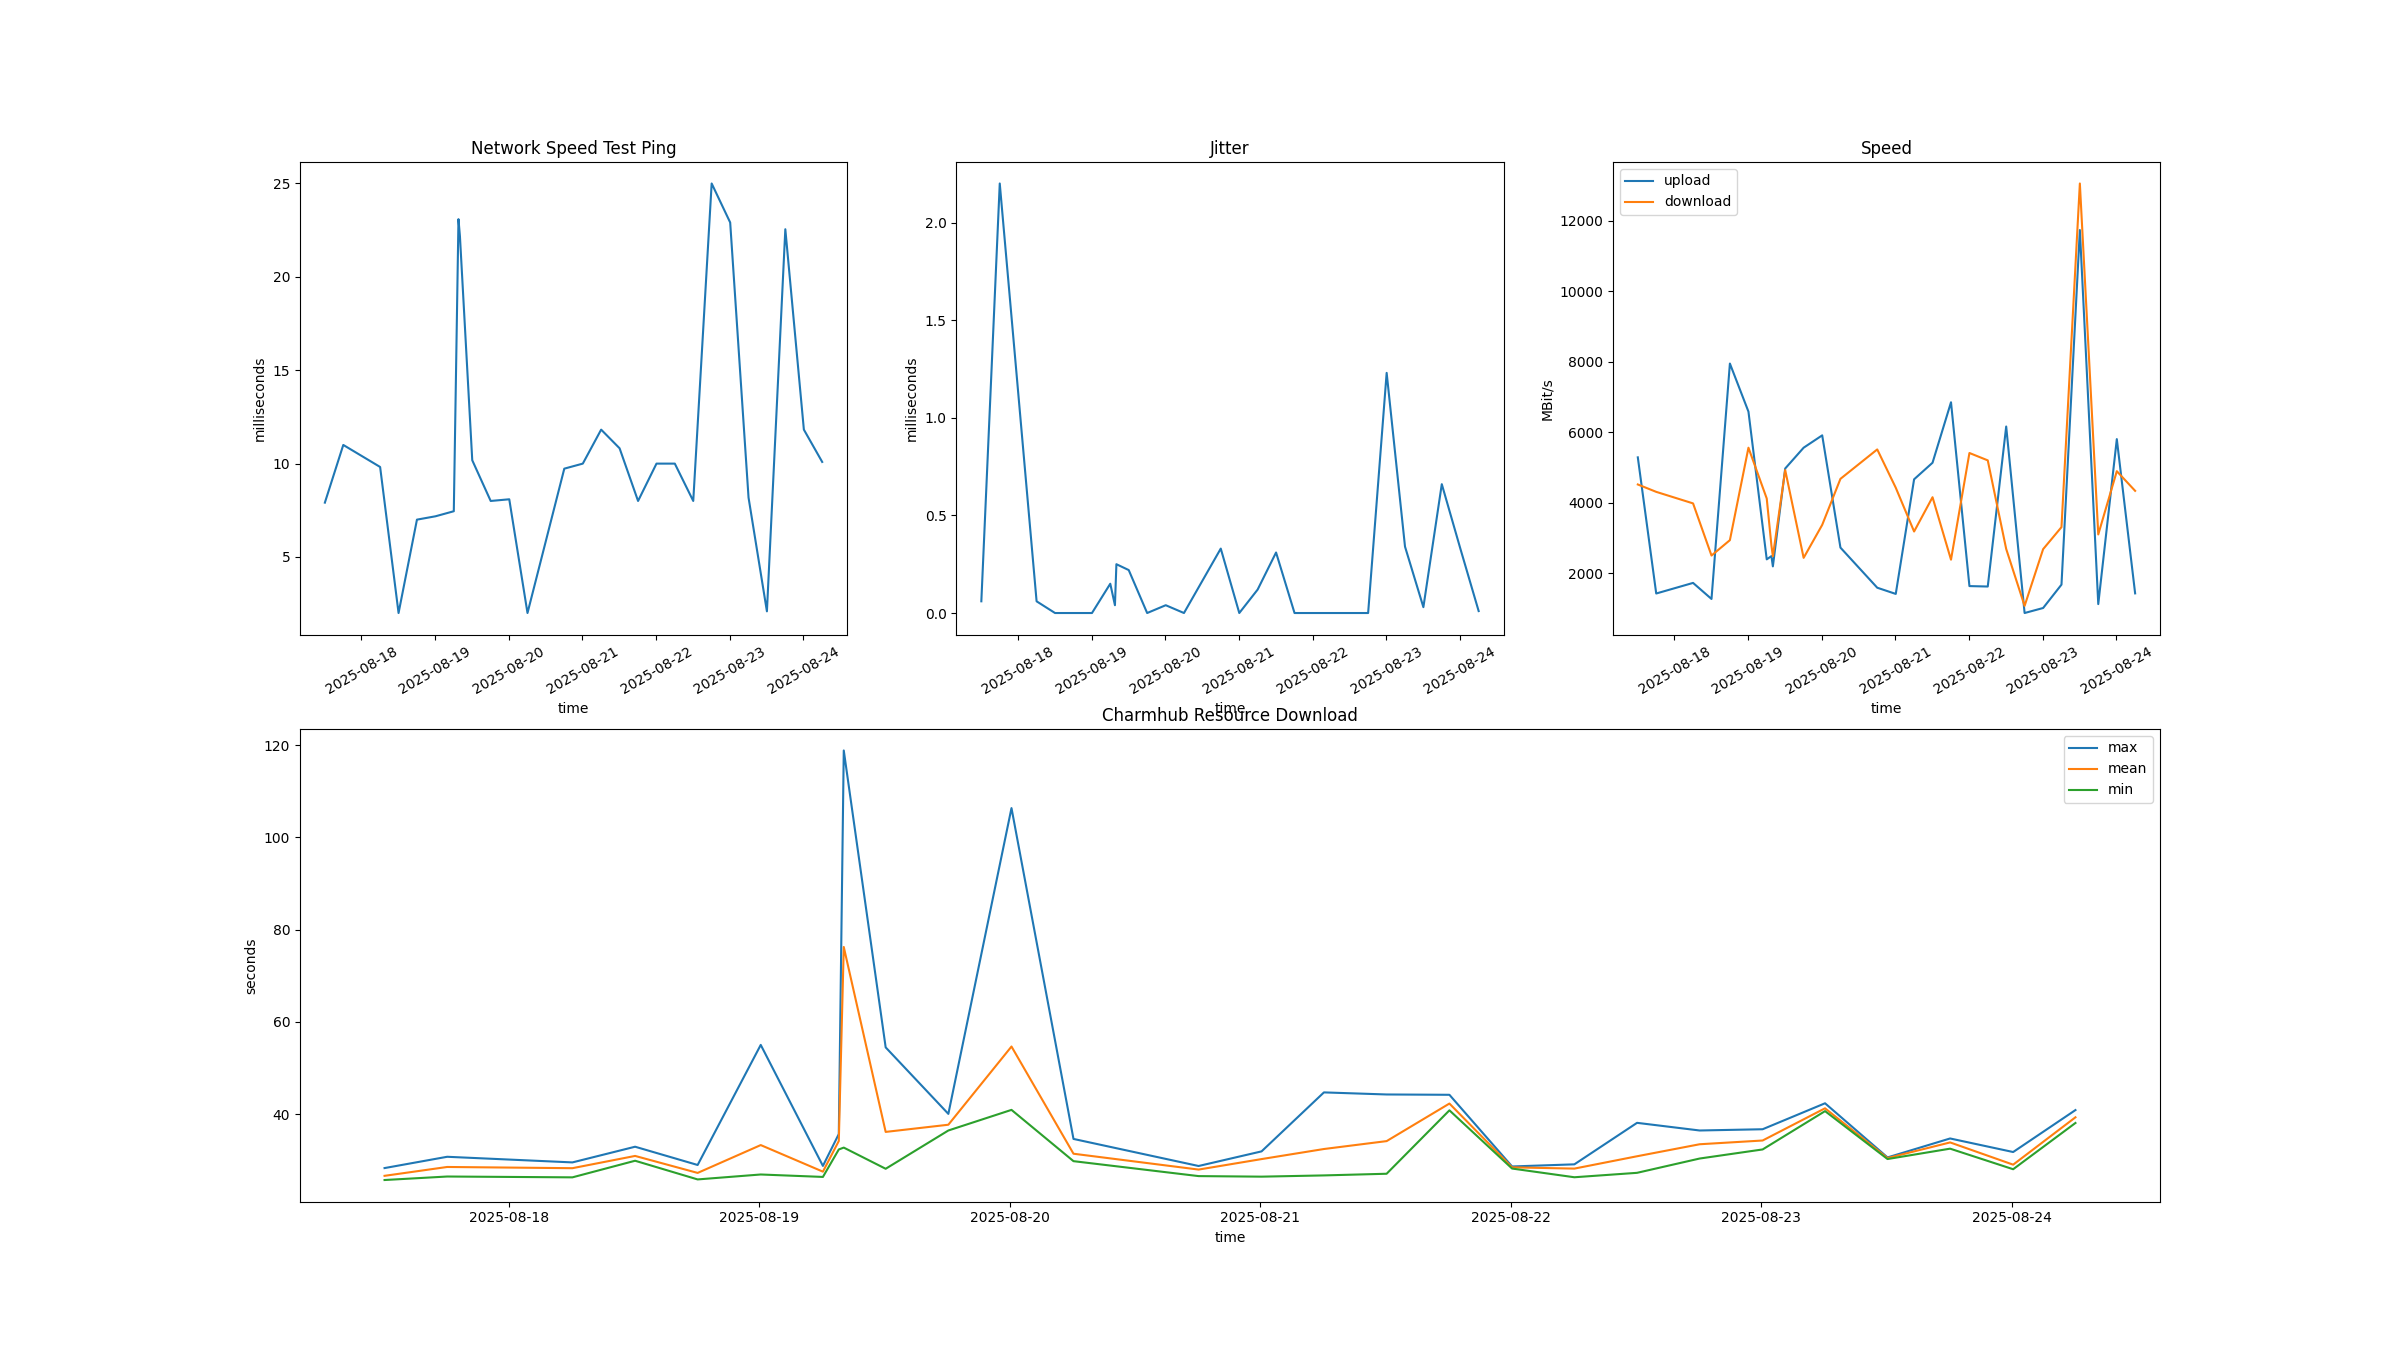 Network Speed Test Ping
25
20
15
10
5
milliseconds
2025-08-18
2025-08-19
2025-08-20
2025-08-21
2025-08-22
2025-08-23
2025-08-24
time
Jitter
2.0
1.5
1.0
0.5
0.0
milliseconds
2025-08-18
2025-08-19
2025-08-20
2025-08-21
2025-08-22
2025-08-23
2025-08-24
time
Speed
upload
download
12000
10000
8000
6000
4000
2000
MBit/s
2025-08-18
2025-08-19
2025-08-20
2025-08-21
2025-08-22
2025-08-23
2025-08-24
time
Charmhub Resource Download
max
mean
min
120
100
80
60
40
seconds
2025-08-18
2025-08-19
2025-08-20
2025-08-21
2025-08-22
2025-08-23
2025-08-24
time